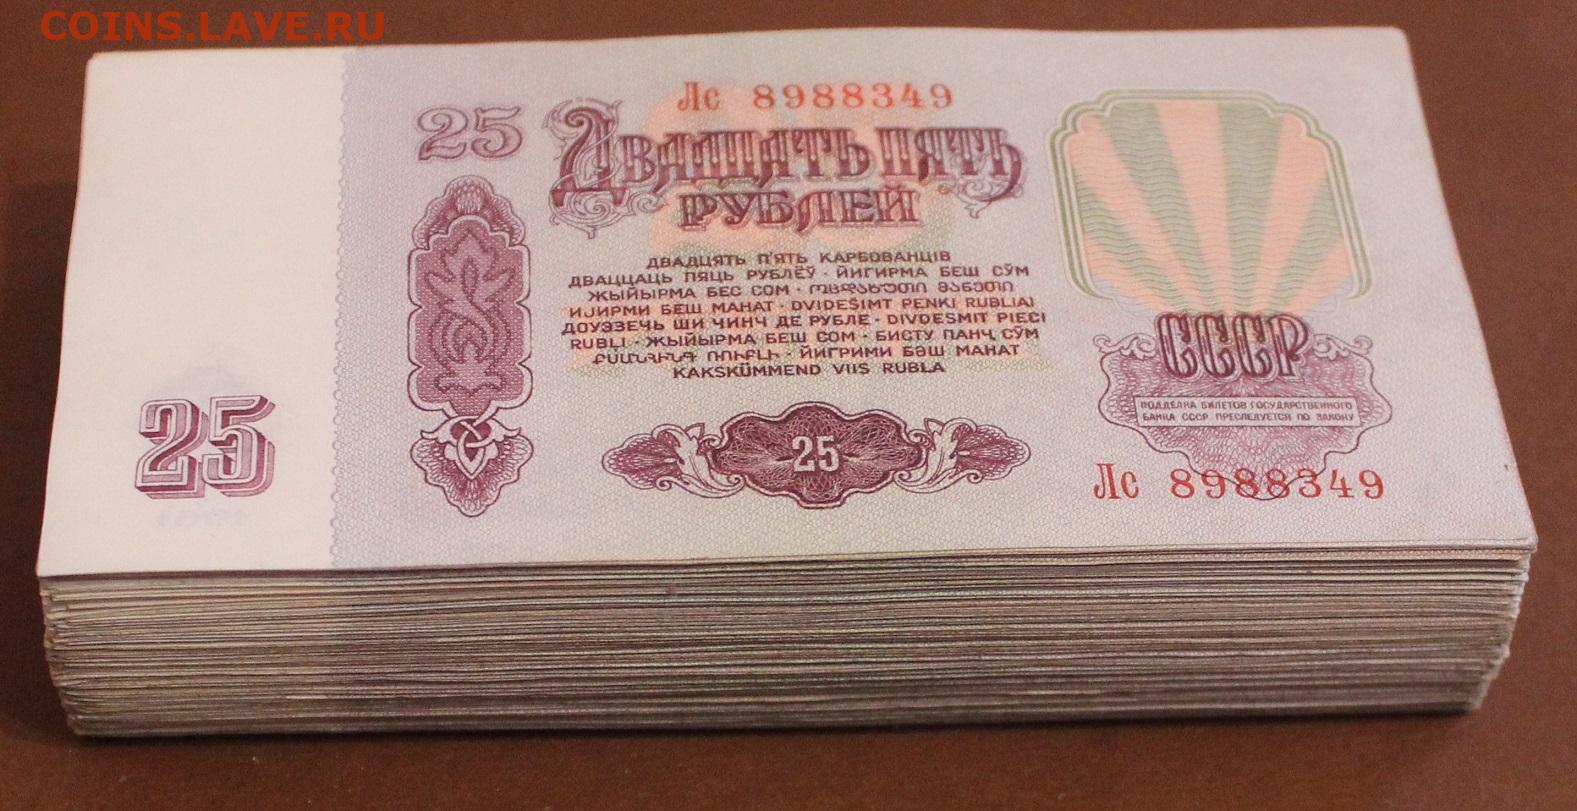 COINS.LAVE.RU
Лс 8988349
25
ДВАДЦАТЬ ПЯТЬ
РУБЛЕЙ
ДВАДЦЯТЬ П'ЯТЬ КАРБОВАНЦІВ
ДВАЦЦАЦЬ ПЯЦЬ РУБЛЁЎ · ЙИГИРМА БЕШ СЎМ
ЖЫЙЫРМА БЕС СОМ · ᲝᲪᲓᲐᲮᲣᲗᲘ ᲛᲐᲜᲔᲗᲘ
ИЈИРМИ БЕШ МАНАТ · DVIDEŠIMT PENKI RUBLIAI
ДОУЭЗЕЧЬ ШИ ЧИНЧ ДЕ РУБЛЕ · DIVDESMIT PIECI
RUBĻI · ЖЫЙЫРМА БЕШ СОМ · БИСТУ ПАНҶ СЎМ
ՔՍԱՆՀԻՆԳ ՌՈՒԲԼԻ · ЙИГРИМИ БӘШ МАНАТ
KAKSKÜMMEND VIIS RUBLA
СССР
ПОДДЕЛКА БИЛЕТОВ ГОСУДАРСТВЕННОГО
БАНКА СССР ПРЕСЛЕДУЕТСЯ ПО ЗАКОНУ
25
25
Лс 8988349